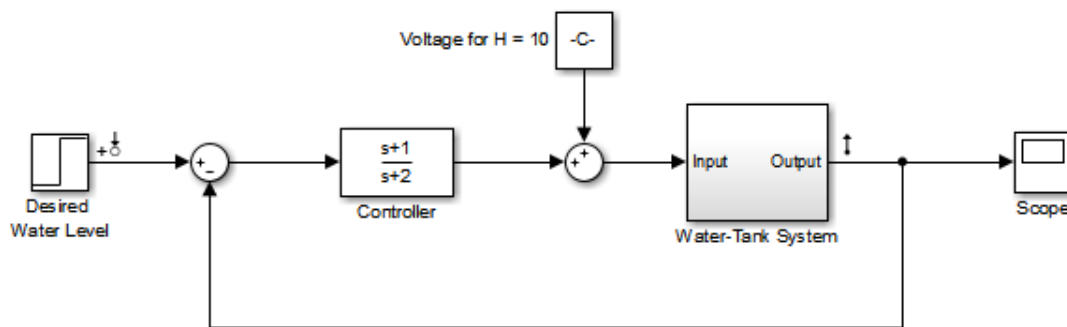 Voltage for H = 10
-C-
s+1
s+2
Input
Output
Desired
Water Level
Controller
Water-Tank System
Scope